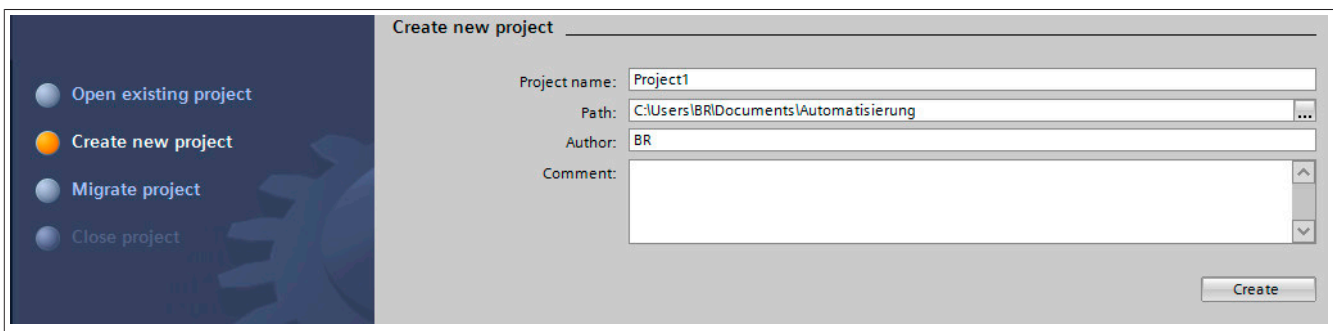 Open existing project
Create new project
Migrate project
Close project
Create new project
Project name: Project1
Path: C:\Users\BR\Documents\Automatisierung
...
Author: BR
Comment:
Create